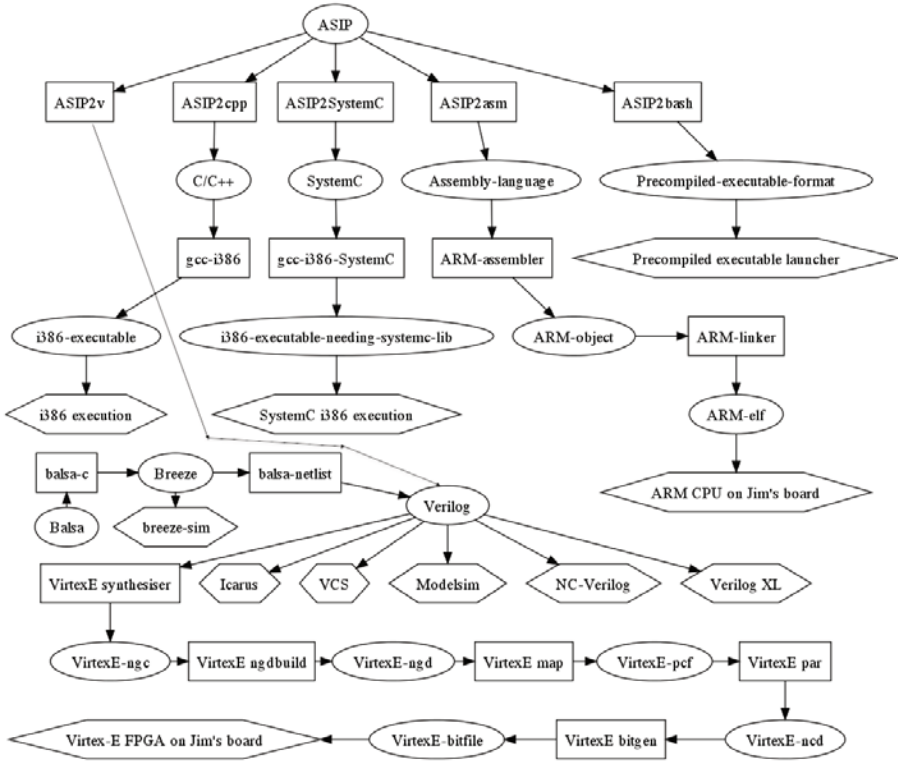 ASIP
ASIP2v
ASIP2cpp
ASIP2SystemC
ASIP2asm
ASIP2bash
C/C++
SystemC
Assembly-language
Precompiled-executable-format
gcc-i386
gcc-i386-SystemC
ARM-assembler
Precompiled executable launcher
i386-executable
i386-executable-needing-systemc-lib
ARM-object
ARM-linker
i386 execution
SystemC i386 execution
ARM-elf
balsa-c
Breeze
balsa-netlist
ARM CPU on Jim's board
Verilog
Balsa
breeze-sim
VirtexE synthesiser
Icarus
VCS
Modelsim
NC-Verilog
Verilog XL
VirtexE-ngc
VirtexE ngdbuild
VirtexE-ngd
VirtexE map
VirtexE-pcf
VirtexE par
Virtex-E FPGA on Jim's board
VirtexE-bitfile
VirtexE bitgen
VirtexE-ncd